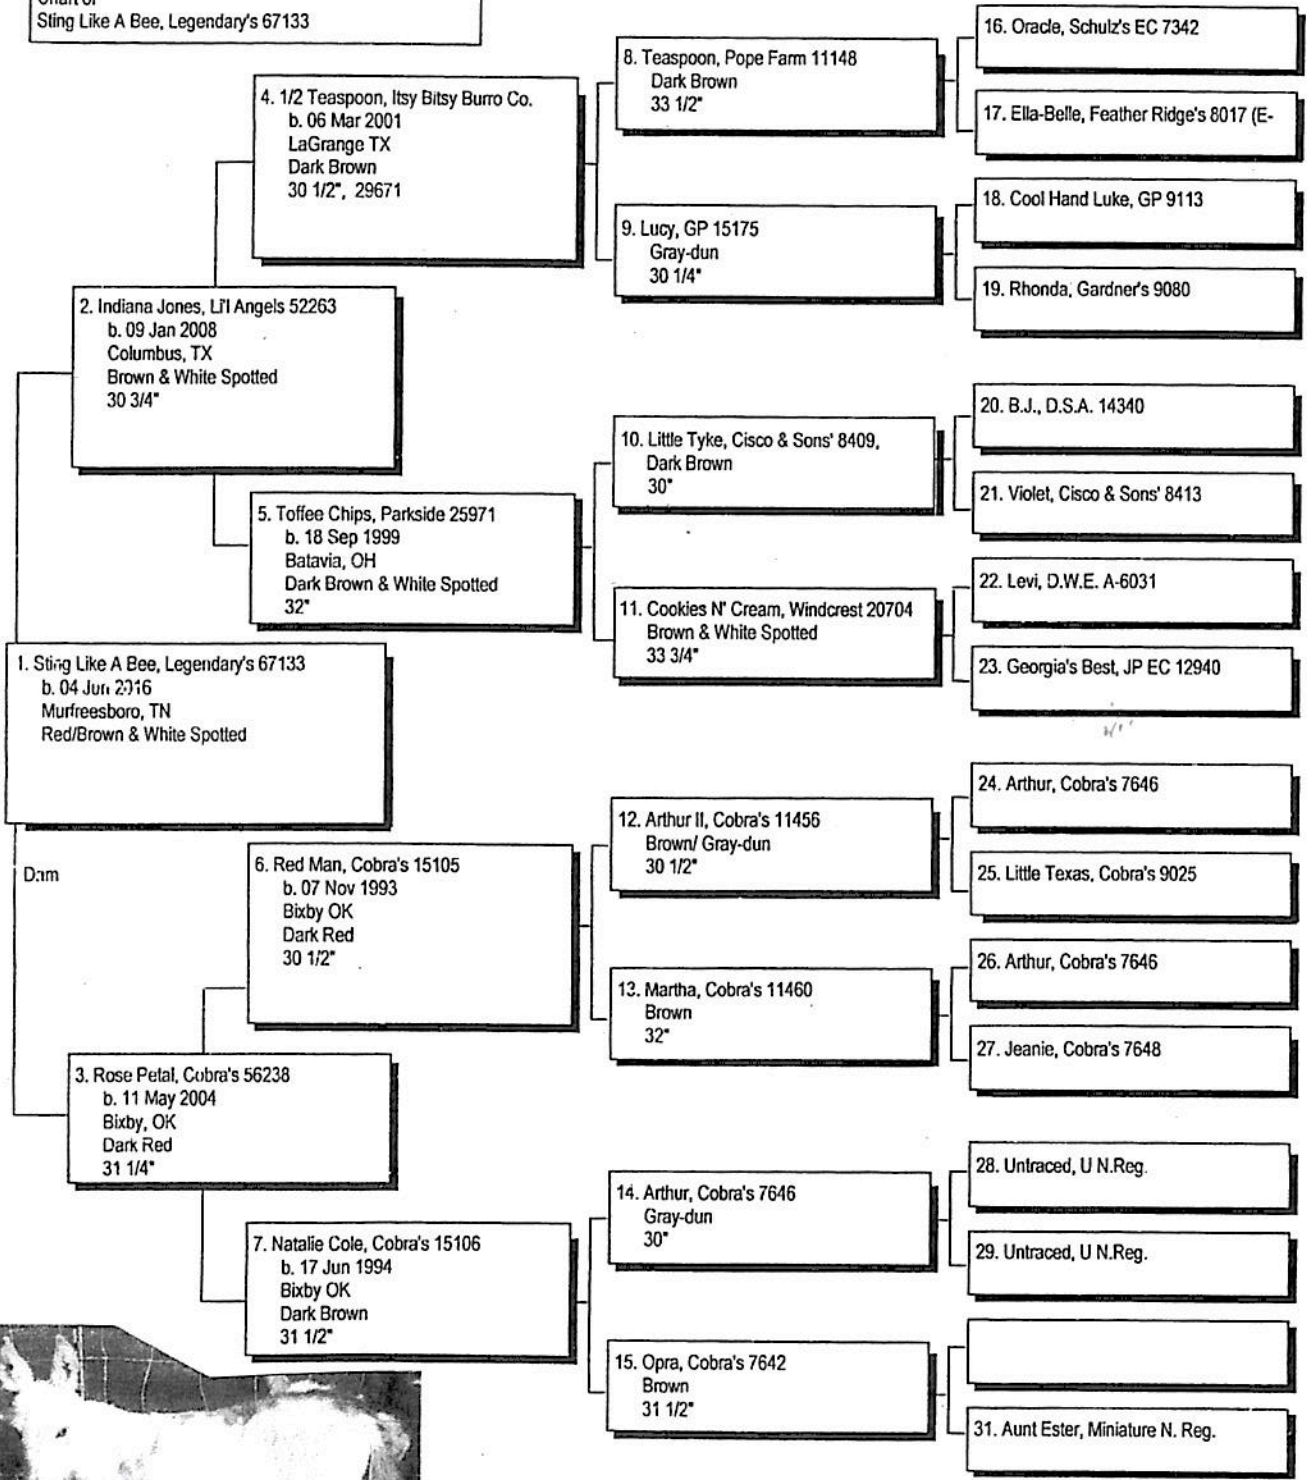 Chart of
Sting Like A Bee, Legendary's 67133
16. Oracle, Schulz's EC 7342
8. Teaspoon, Pope Farm 11148
Dark Brown
33 1/2"
17. Ella-Belle, Feather Ridge's 8017 (E-
4. 1/2 Teaspoon, Itsy Bitsy Burro Co.
b. 06 Mar 2001
LaGrange TX
Dark Brown
30 1/2", 29671
18. Cool Hand Luke, GP 9113
9. Lucy, GP 15175
Gray-dun
30 1/4"
19. Rhonda, Gardner's 9080
2. Indiana Jones, Li'l Angels 52263
b. 09 Jan 2008
Columbus, TX
Brown & White Spotted
30 3/4"
20. B.J., D.S.A. 14340
10. Little Tyke, Cisco & Sons' 8409,
Dark Brown
30"
21. Violet, Cisco & Sons' 8413
5. Toffee Chips, Parkside 25971
b. 18 Sep 1999
Batavia, OH
Dark Brown & White Spotted
32"
22. Levi, D.W.E. A-6031
11. Cookies N' Cream, Windcrest 20704
Brown & White Spotted
33 3/4"
23. Georgia's Best, JP EC 12940
1. Sting Like A Bee, Legendary's 67133
b. 04 Jun 2016
Murfreesboro, TN
Red/Brown & White Spotted
24. Arthur, Cobra's 7646
12. Arthur II, Cobra's 11456
Brown/ Gray-dun
30 1/2"
25. Little Texas, Cobra's 9025
Dam
6. Red Man, Cobra's 15105
b. 07 Nov 1993
Bixby OK
Dark Red
30 1/2"
26. Arthur, Cobra's 7646
13. Martha, Cobra's 11460
Brown
32"
27. Jeanie, Cobra's 7648
3. Rose Petal, Cobra's 56238
b. 11 May 2004
Bixby, OK
Dark Red
31 1/4"
28. Untraced, U N.Reg.
14. Arthur, Cobra's 7646
Gray-dun
30"
29. Untraced, U N.Reg.
7. Natalie Cole, Cobra's 15106
b. 17 Jun 1994
Bixby OK
Dark Brown
31 1/2"
15. Opra, Cobra's 7642
Brown
31 1/2"
31. Aunt Ester, Miniature N. Reg.